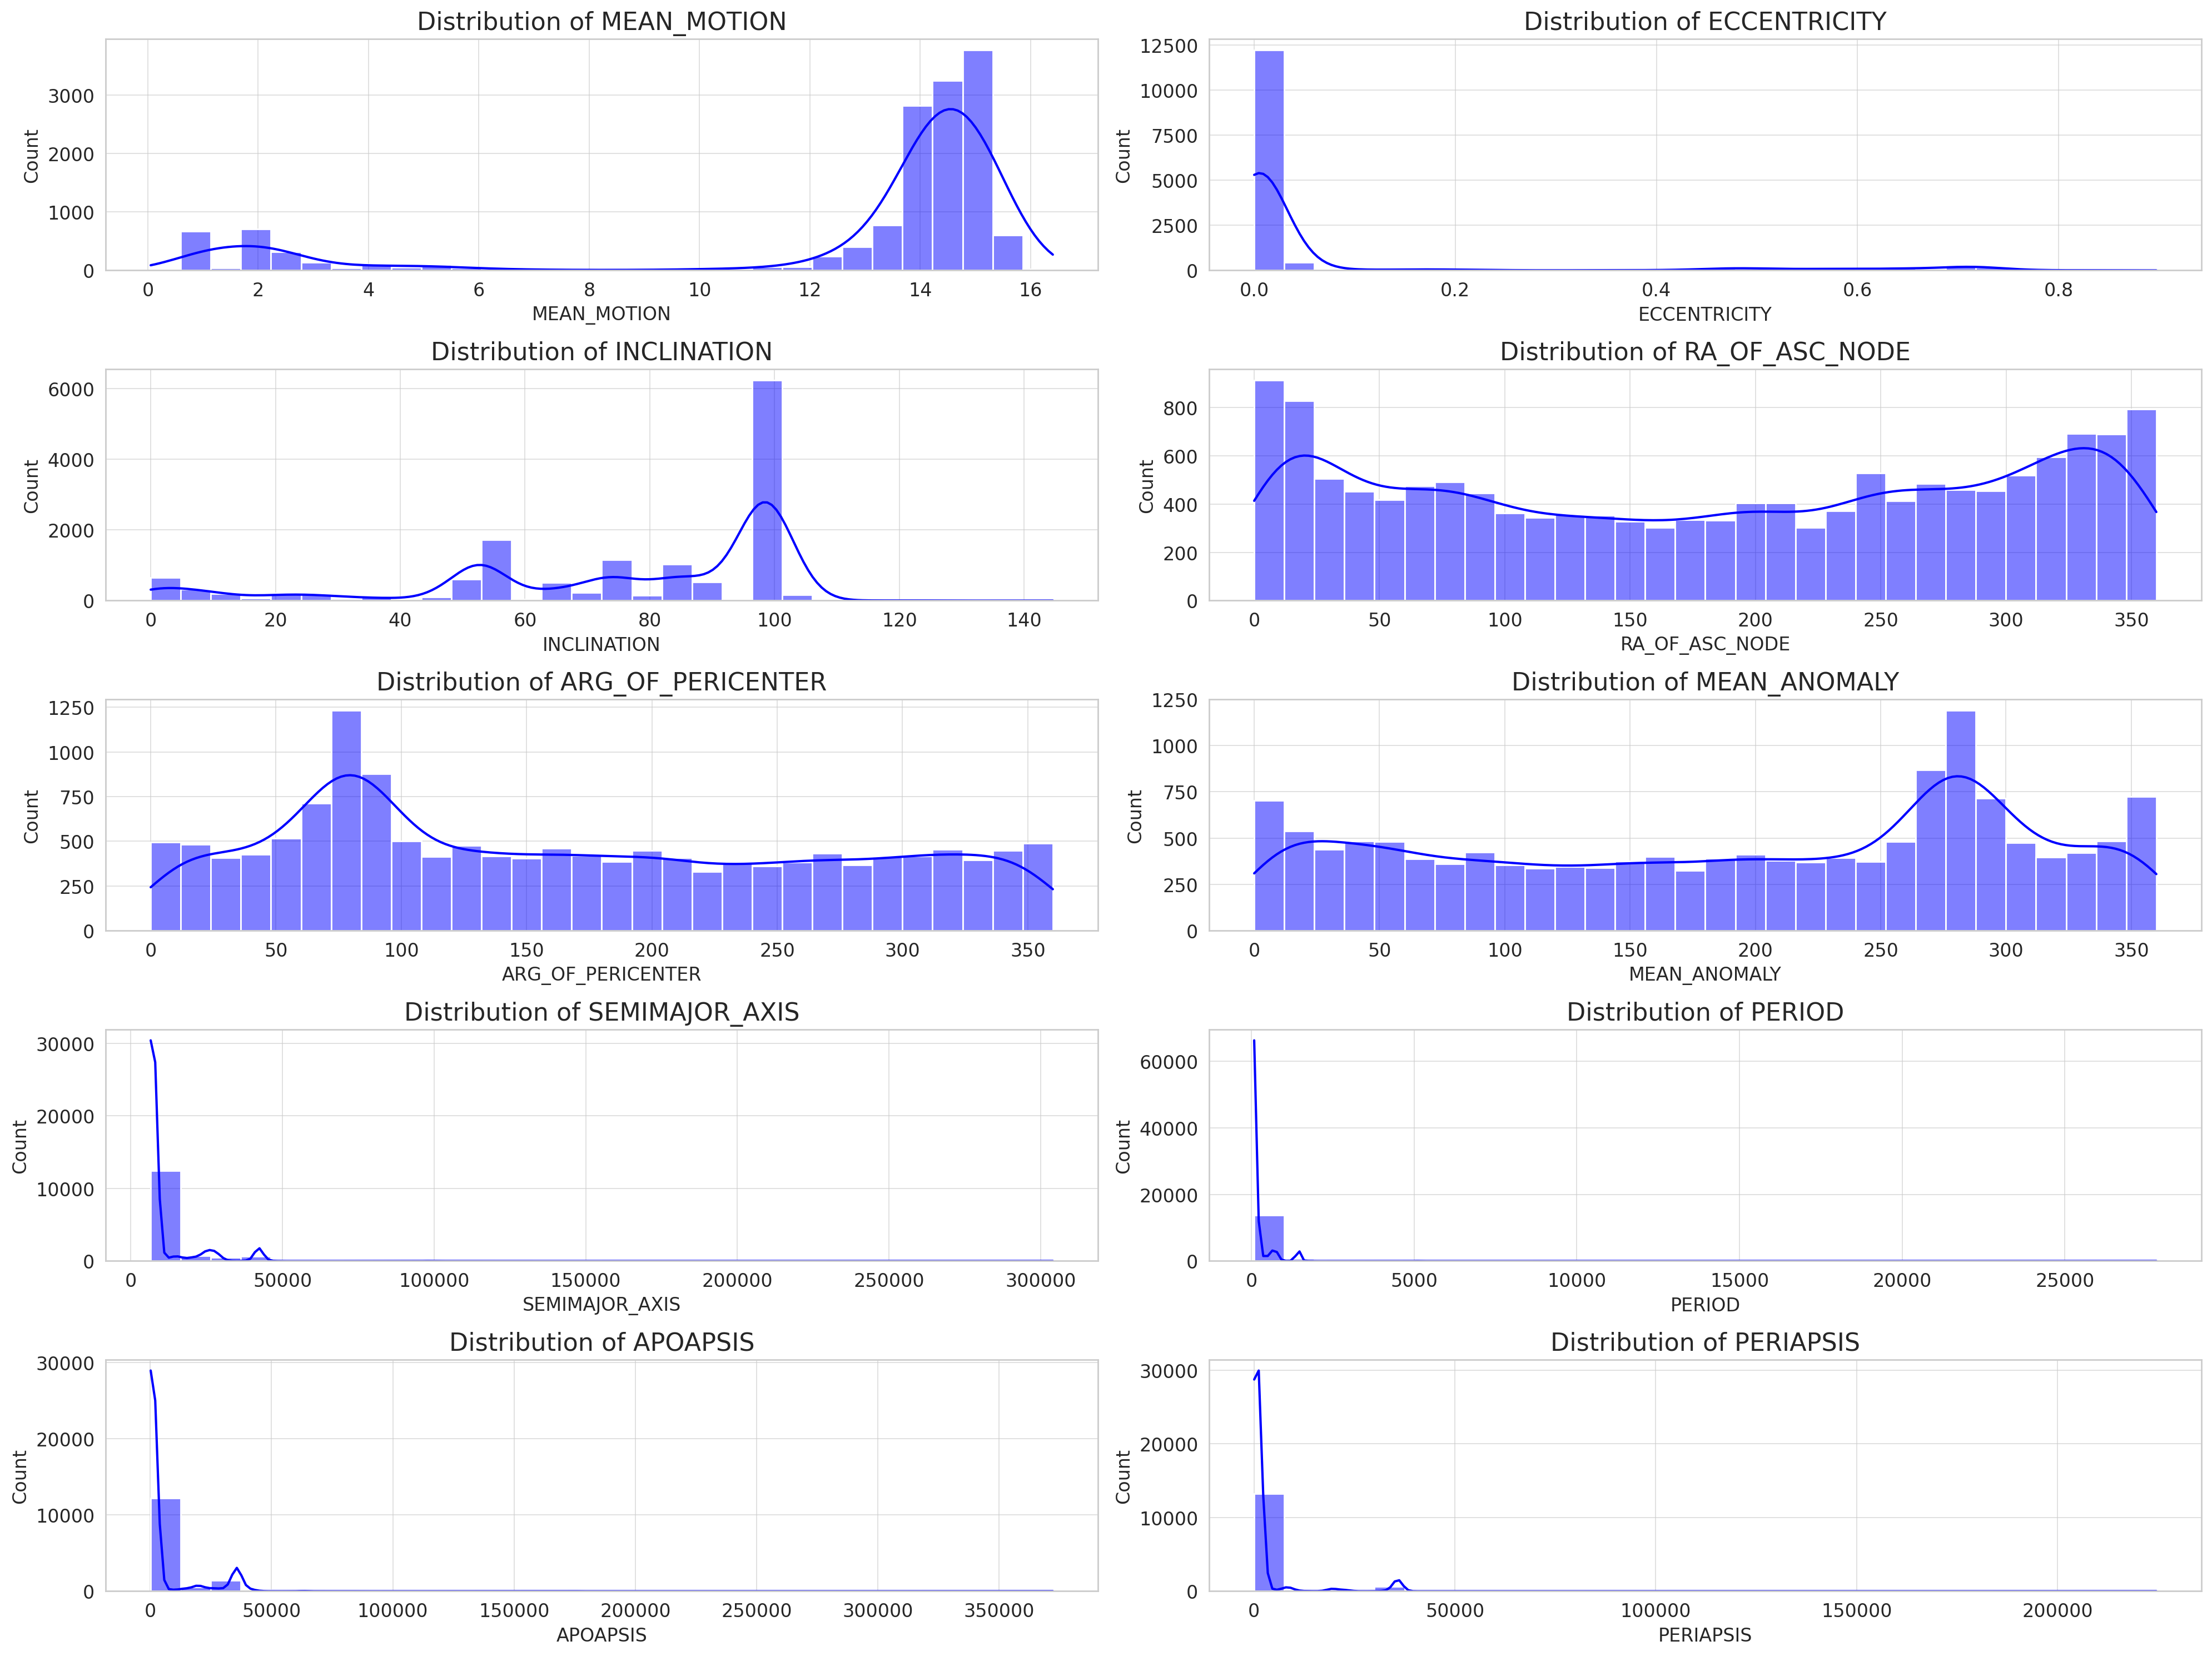 Distribution of MEAN_MOTION
Count
3000
2000
1000
0
0 2 4 6 8 10 12 14 16
MEAN_MOTION
Distribution of ECCENTRICITY
Count
12500
10000
7500
5000
2500
0
0.0 0.2 0.4 0.6 0.8
ECCENTRICITY
Distribution of INCLINATION
Count
6000
4000
2000
0
0 20 40 60 80 100 120 140
INCLINATION
Distribution of RA_OF_ASC_NODE
Count
800
600
400
200
0
0 50 100 150 200 250 300 350
RA_OF_ASC_NODE
Distribution of ARG_OF_PERICENTER
Count
1250
1000
750
500
250
0
0 50 100 150 200 250 300 350
ARG_OF_PERICENTER
Distribution of MEAN_ANOMALY
Count
1250
1000
750
500
250
0
0 50 100 150 200 250 300 350
MEAN_ANOMALY
Distribution of SEMIMAJOR_AXIS
Count
30000
20000
10000
0
0 50000 100000 150000 200000 250000 300000
SEMIMAJOR_AXIS
Distribution of PERIOD
Count
60000
40000
20000
0
0 5000 10000 15000 20000 25000
PERIOD
Distribution of APOAPSIS
Count
30000
20000
10000
0
0 50000 100000 150000 200000 250000 300000 350000
APOAPSIS
Distribution of PERIAPSIS
Count
30000
20000
10000
0
0 50000 100000 150000 200000
PERIAPSIS